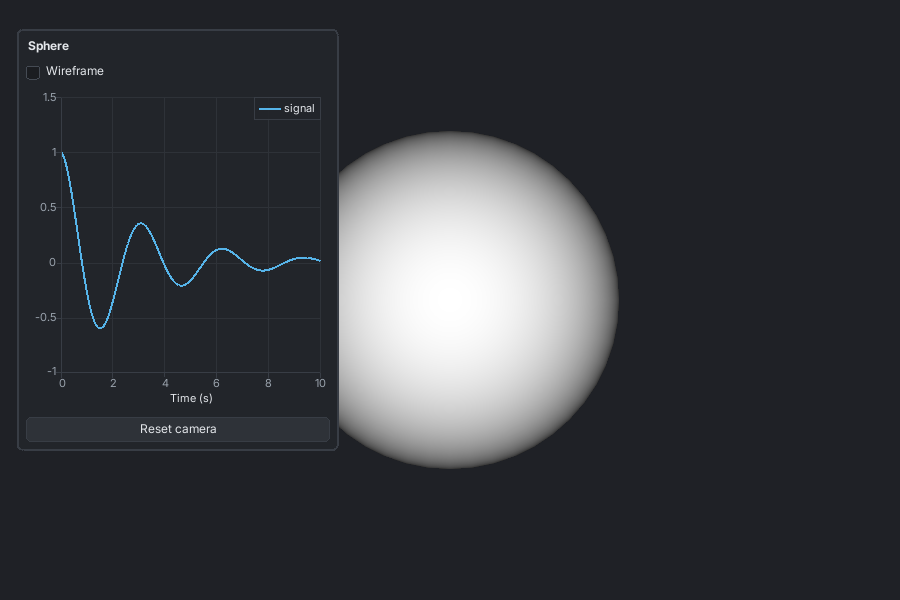 Sphere
Wireframe
1.5
signal
1
0.5
0
-0.5
-1
0 2 4 6 8 10
Time (s)
Reset camera